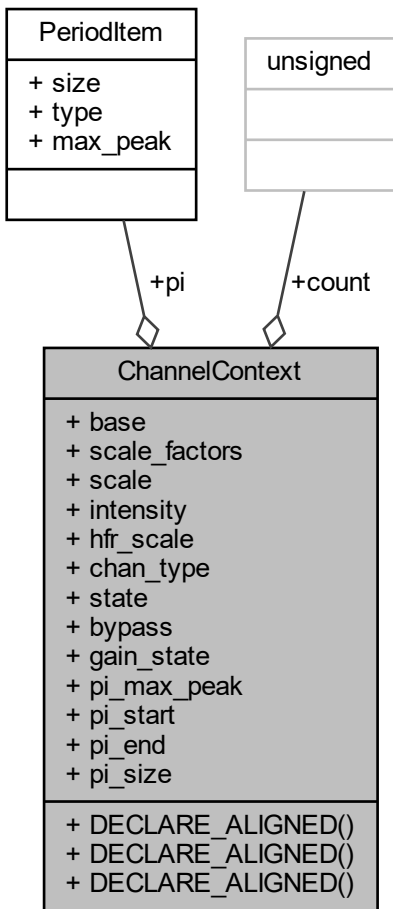 PeriodItem
+ size
+ type
+ max_peak
unsigned
+pi
+count
ChannelContext
+ base
+ scale_factors
+ scale
+ intensity
+ hfr_scale
+ chan_type
+ state
+ bypass
+ gain_state
+ pi_max_peak
+ pi_start
+ pi_end
+ pi_size
+ DECLARE_ALIGNED()
+ DECLARE_ALIGNED()
+ DECLARE_ALIGNED()